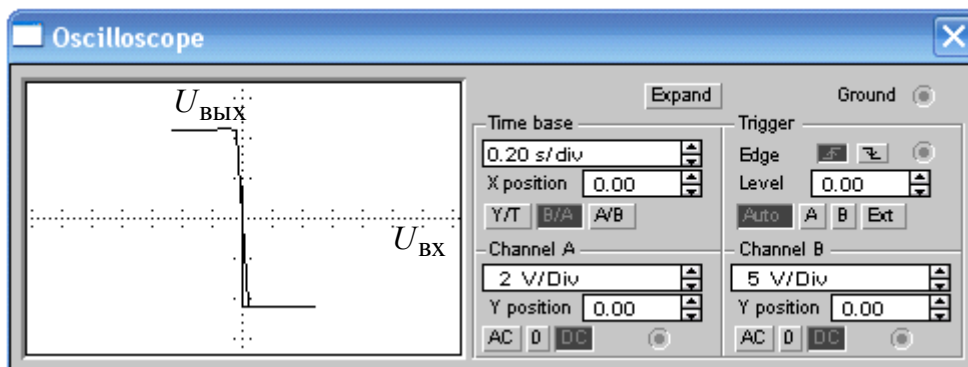 Oscilloscope
Uвых
Uвх
Expand
Ground
Time base
0.20 s/div
X position 0.00
Y/T B/A A/B
Trigger
Edge
Level 0.00
Auto A B Ext
Channel A
2 V/Div
Y position 0.00
AC 0 DC
Channel B
5 V/Div
Y position 0.00
AC 0 DC